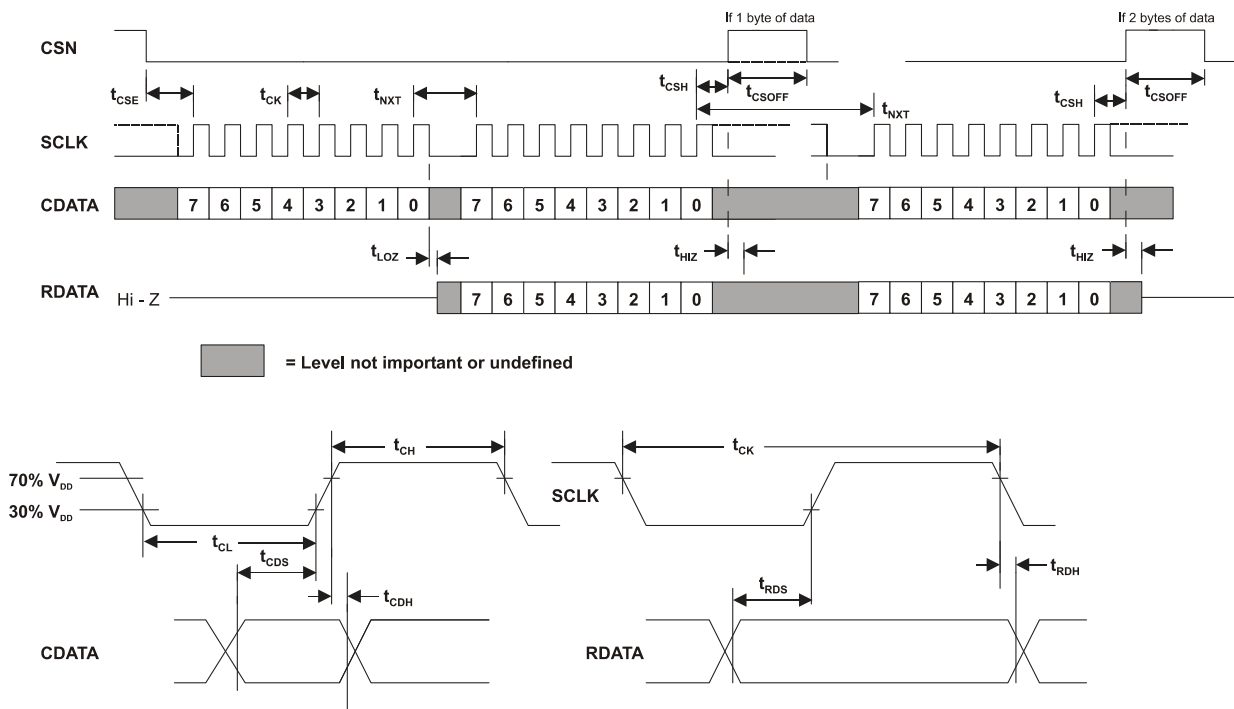 If 1 byte of data
If 2 bytes of data
CSN
tCSE
tCK
tNXT
tCSH
tCSOFF
tNXT
tCSH
tCSOFF
SCLK
CDATA
7 6 5 4 3 2 1 0
7 6 5 4 3 2 1 0
7 6 5 4 3 2 1 0
tLOZ
tHIZ
tHIZ
RDATA
Hi - Z
7 6 5 4 3 2 1 0
7 6 5 4 3 2 1 0
= Level not important or undefined
tCH
tCK
70% VDD
30% VDD
SCLK
tCL
tCDS
tCDH
tRDS
tRDH
CDATA
RDATA